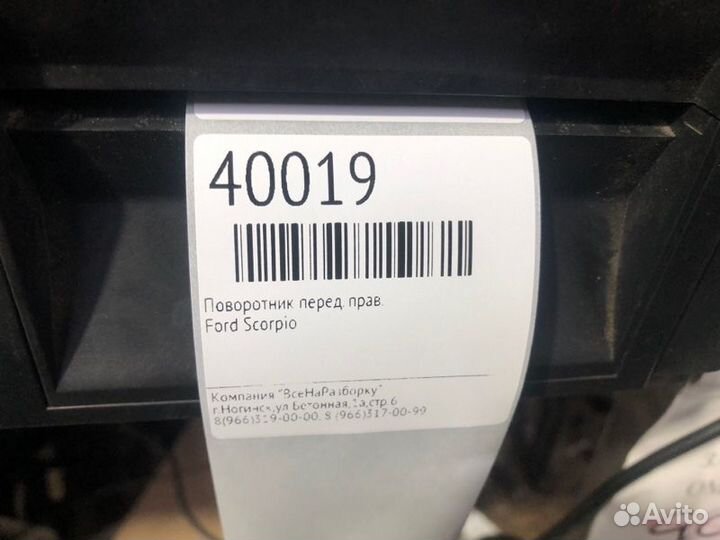 40019
Поворотник перед. прав.
Ford Scorpio
Компания "ВсеНаРазборку"
г.Ногинск,ул Бетонная,1а,стр.6
8(966)319-00-00, 8 (966)317-00-99
Avito